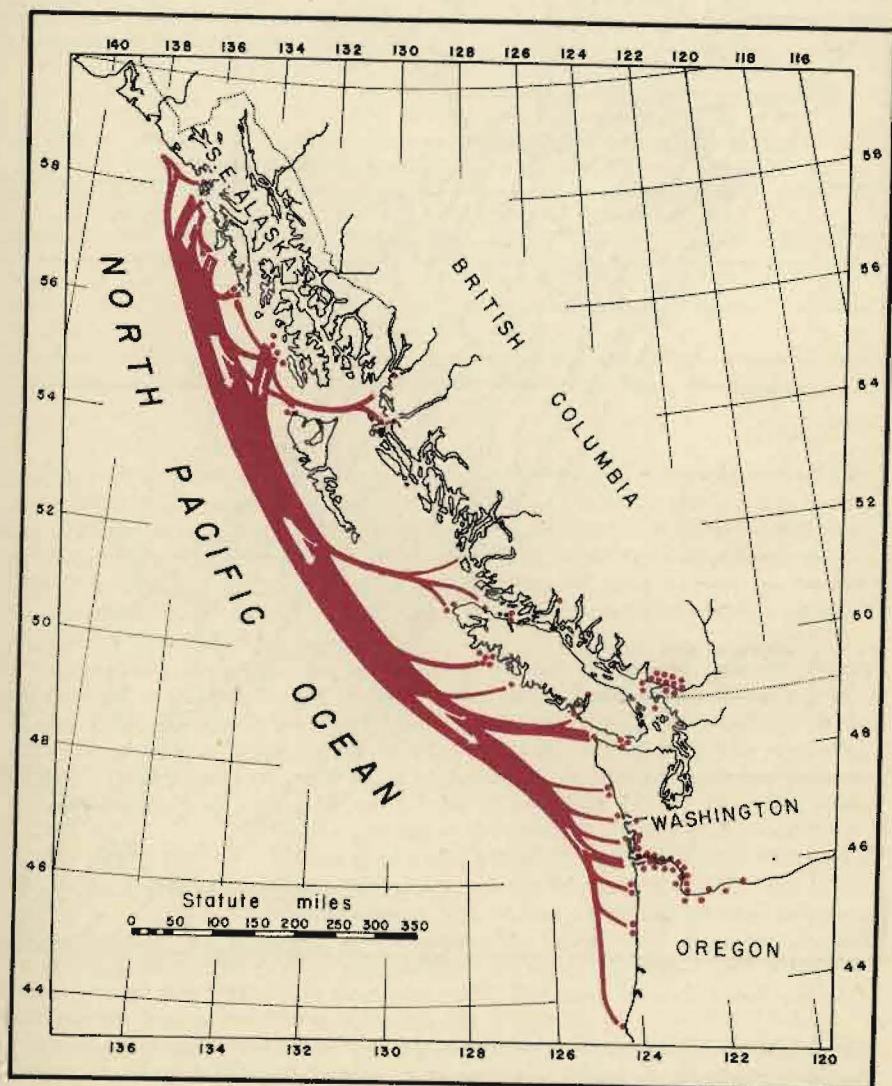 140 138 136 134 132 130 128 126 124 122 120 118 116
58 58
S.E. ALASKA
56 56
NORTH PACIFIC OCEAN
BRITISH COLUMBIA
54 54
52 52
50 50
48 48
WASHINGTON
46 46
Statute miles
0 50 100 150 200 250 300 350
OREGON
44 44
136 134 132 130 128 126 124 122 120